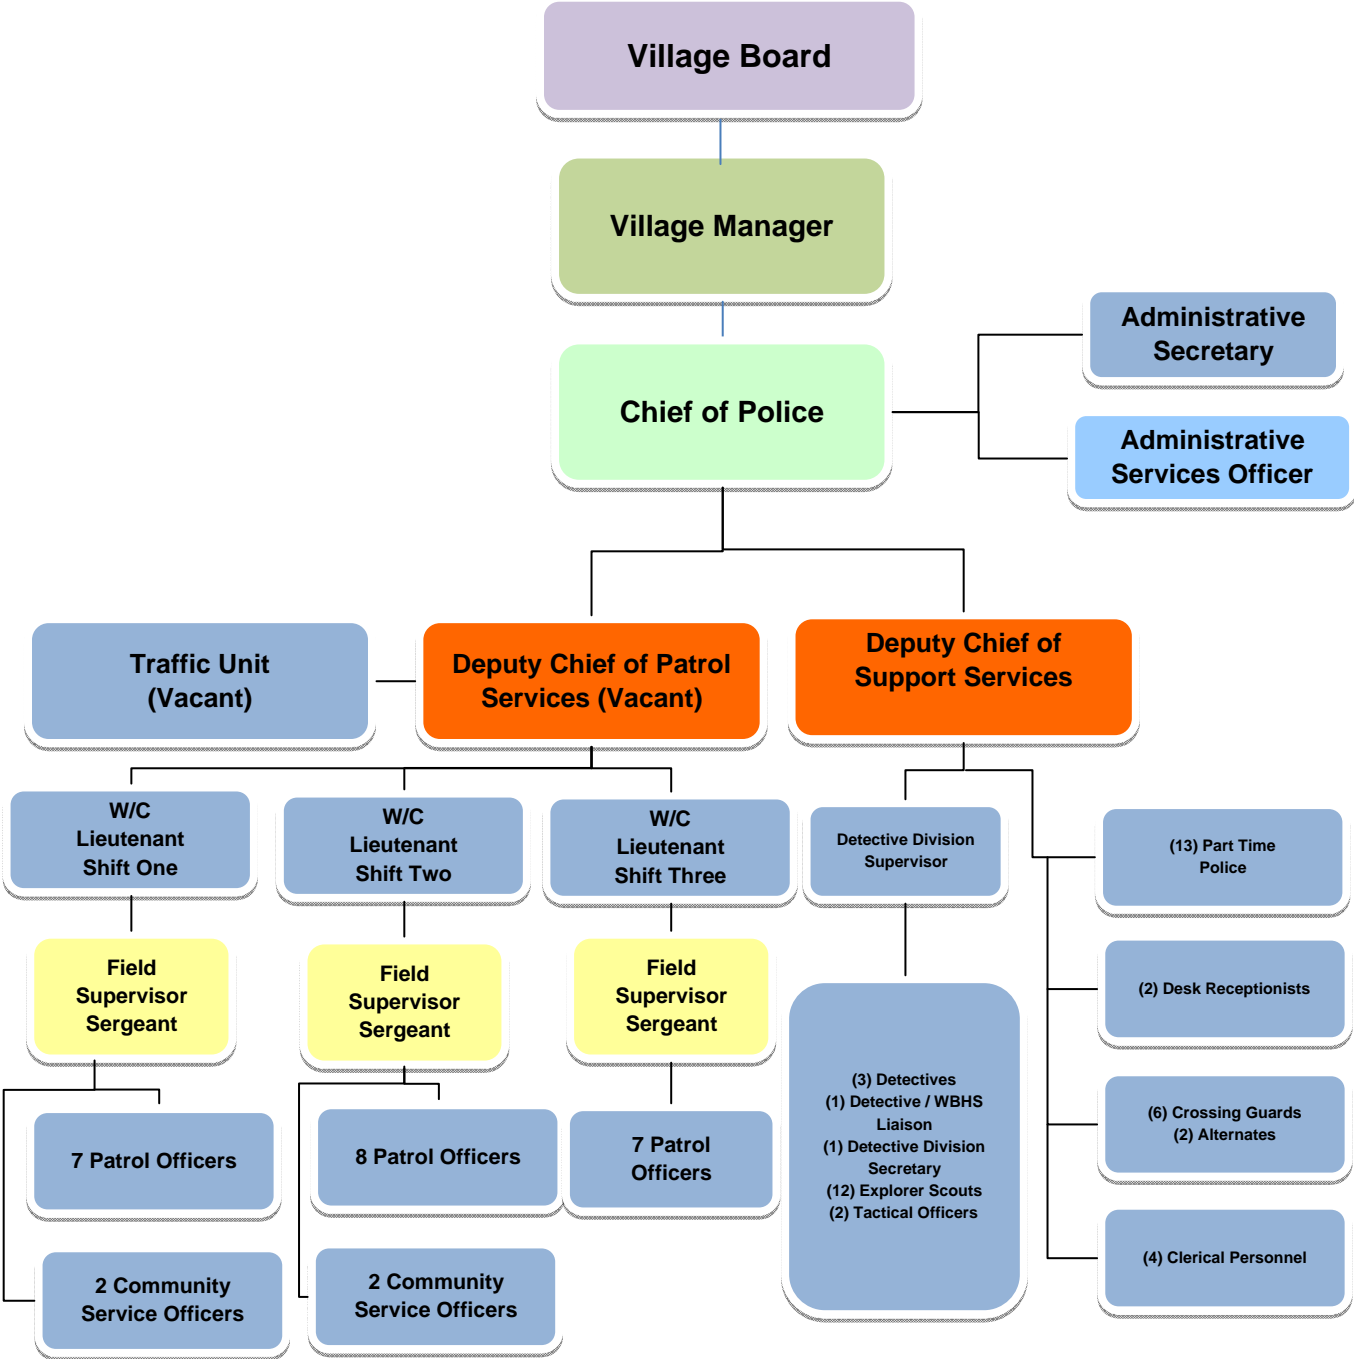 Village Board
Village Manager
Administrative
Secretary
Chief of Police
Administrative
Services Officer
Traffic Unit
(Vacant)
Deputy Chief of Patrol
Services (Vacant)
Deputy Chief of
Support Services
W/C
Lieutenant
Shift One
W/C
Lieutenant
Shift Two
W/C
Lieutenant
Shift Three
Detective Division
Supervisor
(13) Part Time
Police
Field
Supervisor
Sergeant
Field
Supervisor
Sergeant
Field
Supervisor
Sergeant
(2) Desk Receptionists
(3) Detectives
(1) Detective / WBHS
Liaison
(1) Detective Division
Secretary
(12) Explorer Scouts
(2) Tactical Officers
(6) Crossing Guards
(2) Alternates
7 Patrol Officers
8 Patrol Officers
7 Patrol
Officers
(4) Clerical Personnel
2 Community
Service Officers
2 Community
Service Officers